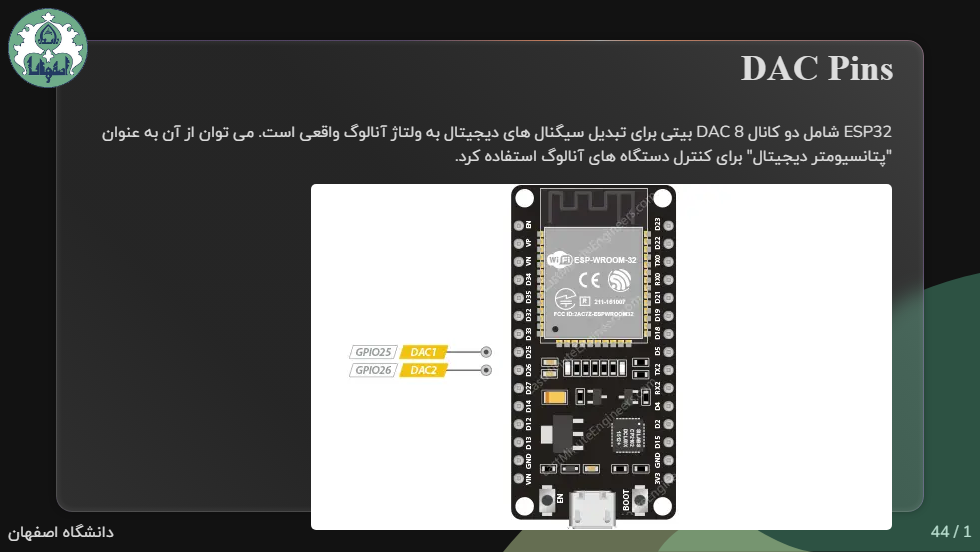 DAC Pins
ESP32 شامل دو کانال DAC 8 بیتی برای تبدیل سیگنال های دیجیتال به ولتاژ آنالوگ واقعی است. می توان از آن به عنوان
"پتانسیومتر دیجیتال" برای کنترل دستگاه های آنالوگ استفاده کرد.
EN
VP
VN
D34
D35
D32
D33
D25
D26
D27
D14
D12
D13
GND
VIN
GPIO25 DAC1
GPIO26 DAC2
WiFi ESP-WROOM-32
CE
R 211-161007
FCC ID:2AC7Z-ESPWROOM32
D23
D22
TX0
RX0
D21
D19
D18
D5
TX2
RX2
D4
D2
D15
GND
3V3
EN
BOOT
LastMinuteEngineers.com
دانشگاه اصفهان
44 / 1